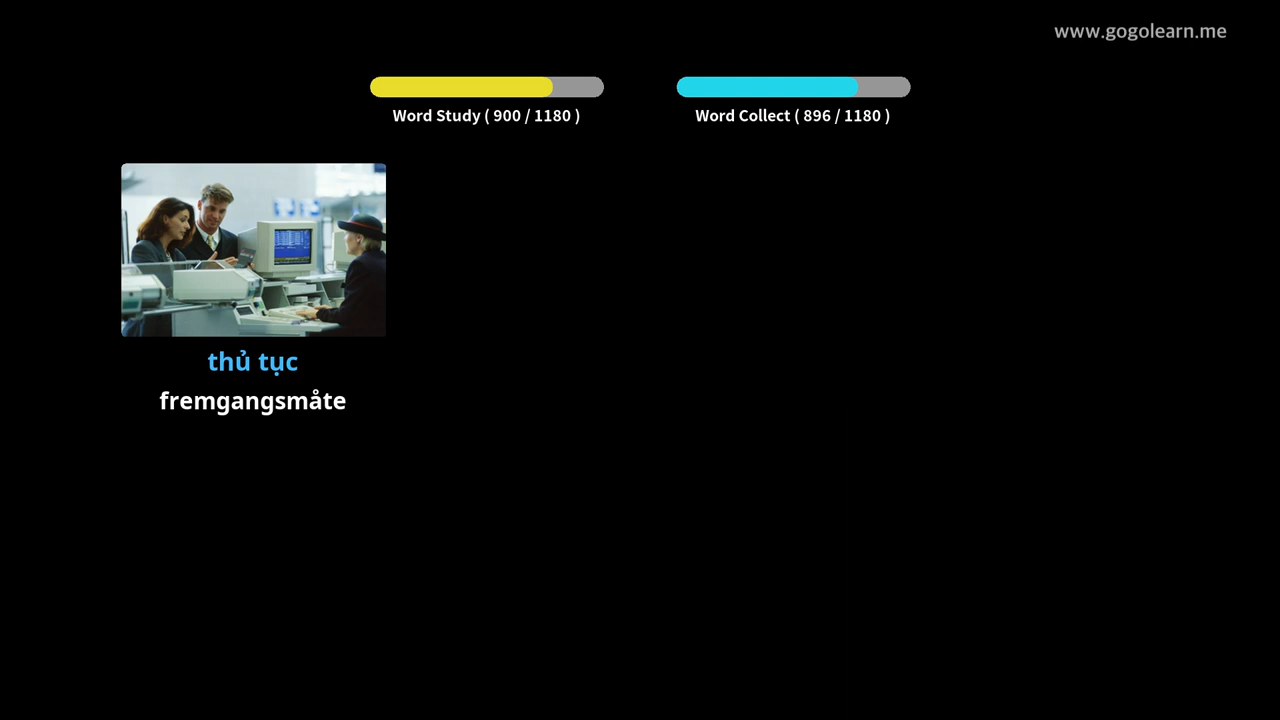 www.gogolearn.me
Word Study ( 900 / 1180 )
Word Collect ( 896 / 1180 )
thủ tục
fremgangsmåte